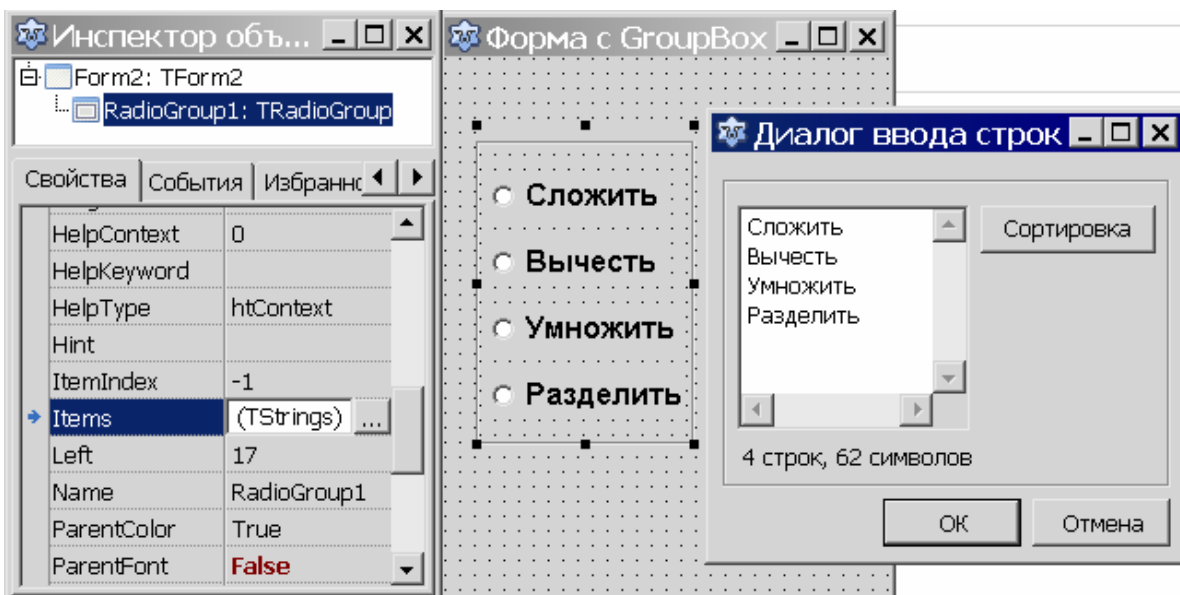 Инспектор объ...
Form2: TForm2
RadioGroup1: TRadioGroup
Свойства События Избранно
HelpContext 0
HelpKeyword
HelpType htContext
Hint
ItemIndex -1
Items (TStrings) ...
Left 17
Name RadioGroup1
ParentColor True
ParentFont False
Форма с GroupBox
Сложить
Вычесть
Умножить
Разделить
Диалог ввода строк
Сложить
Вычесть
Умножить
Разделить
Сортировка
4 строк, 62 символов
ОК Отмена